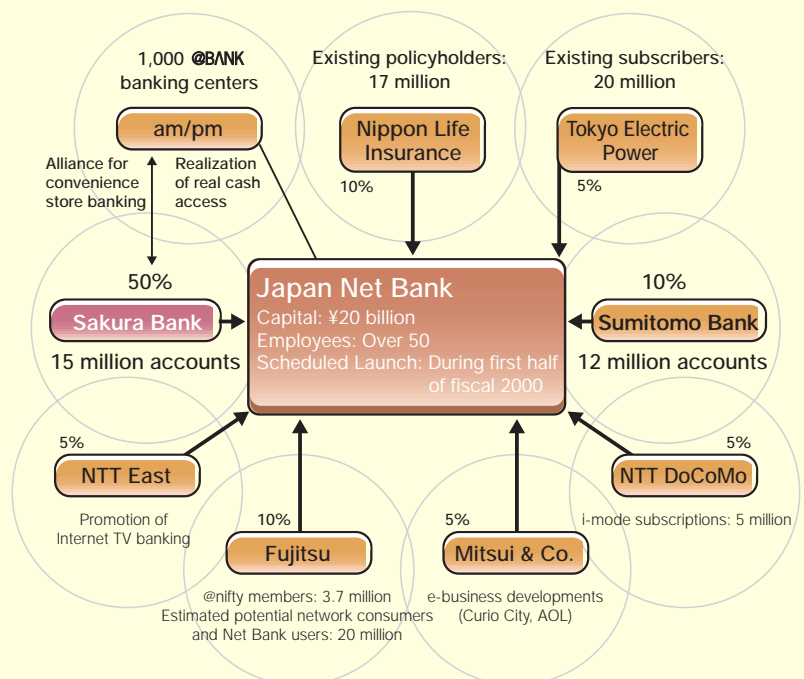 1,000 @BANK
banking centers
am/pm
Alliance for
convenience
store banking
Realization
of real cash
access
Existing policyholders:
17 million
Nippon Life
Insurance
10%
Existing subscribers:
20 million
Tokyo Electric
Power
5%
50%
Sakura Bank
15 million accounts
Japan Net Bank
Capital: ¥20 billion
Employees: Over 50
Scheduled Launch: During first half
of fiscal 2000
10%
Sumitomo Bank
12 million accounts
5%
NTT East
Promotion of
Internet TV banking
10%
Fujitsu
@nifty members: 3.7 million
Estimated potential network consumers
and Net Bank users: 20 million
5%
Mitsui & Co.
e-business developments
(Curio City, AOL)
5%
NTT DoCoMo
i-mode subscriptions: 5 million